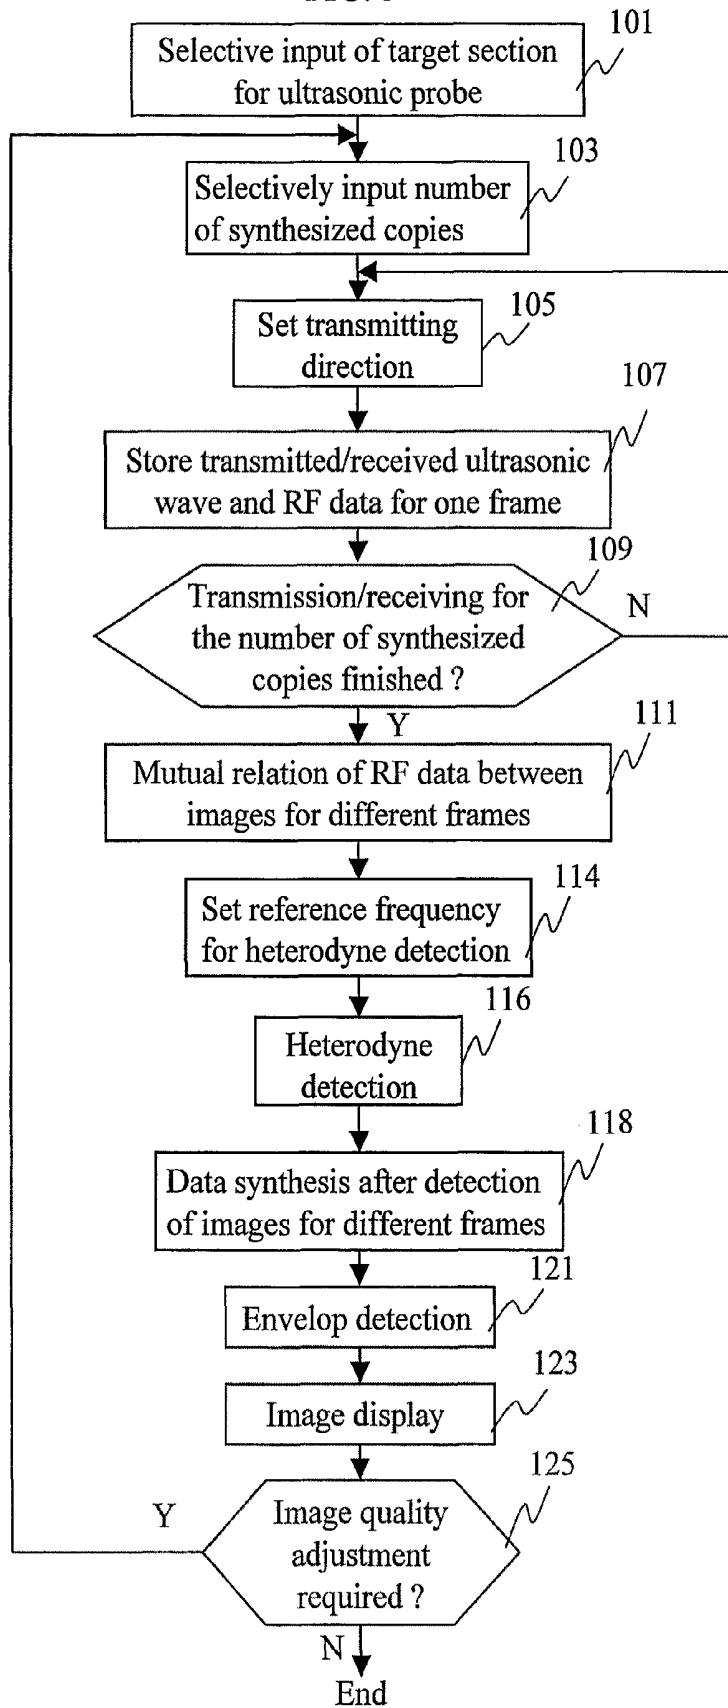 101
Selective input of target section
for ultrasonic probe
103
Selectively input number
of synthesized copies
105
Set transmitting
direction
107
Store transmitted/received ultrasonic
wave and RF data for one frame
109
Transmission/receiving for
the number of synthesized
copies finished ?
N
Y
111
Mutual relation of RF data between
images for different frames
114
Set reference frequency
for heterodyne detection
116
Heterodyne
detection
118
Data synthesis after detection
of images for different frames
121
Envelop detection
123
Image display
125
Y
Image quality
adjustment
required ?
N
End